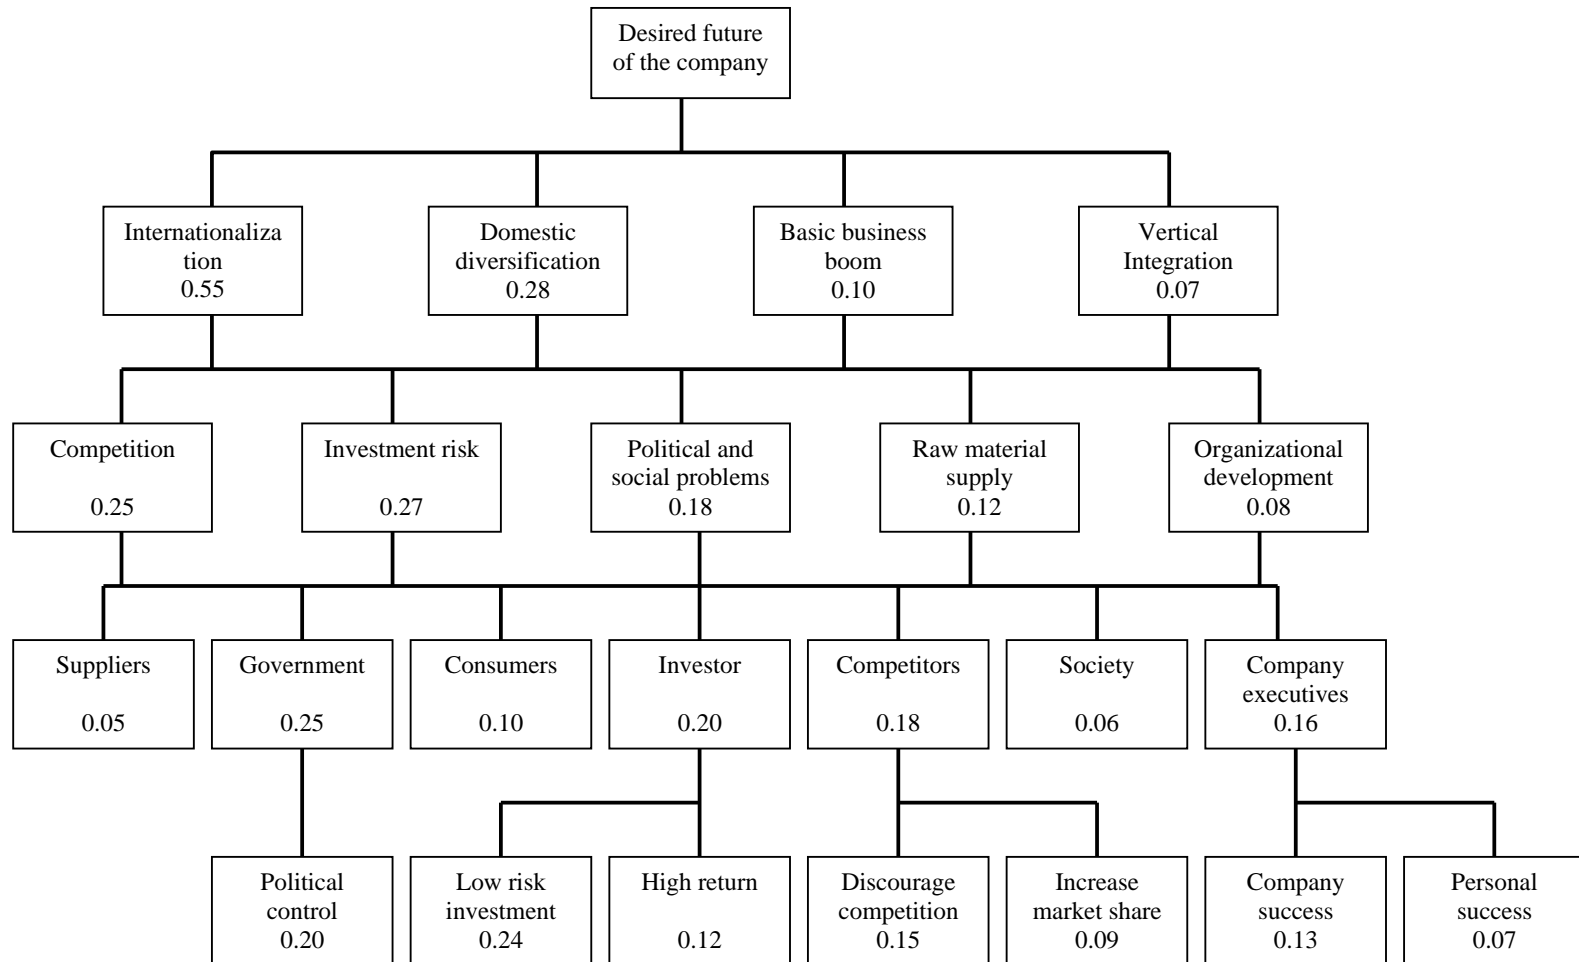 Desired future
of the company
Internationaliza
tion
0.55
Domestic
diversification
0.28
Basic business
boom
0.10
Vertical
Integration
0.07
Competition
0.25
Investment risk
0.27
Political and
social problems
0.18
Raw material
supply
0.12
Organizational
development
0.08
Suppliers
0.05
Government
0.25
Consumers
0.10
Investor
0.20
Competitors
0.18
Society
0.06
Company
executives
0.16
Political
control
0.20
Low risk
investment
0.24
High return
0.12
Discourage
competition
0.15
Increase
market share
0.09
Company
success
0.13
Personal
success
0.07